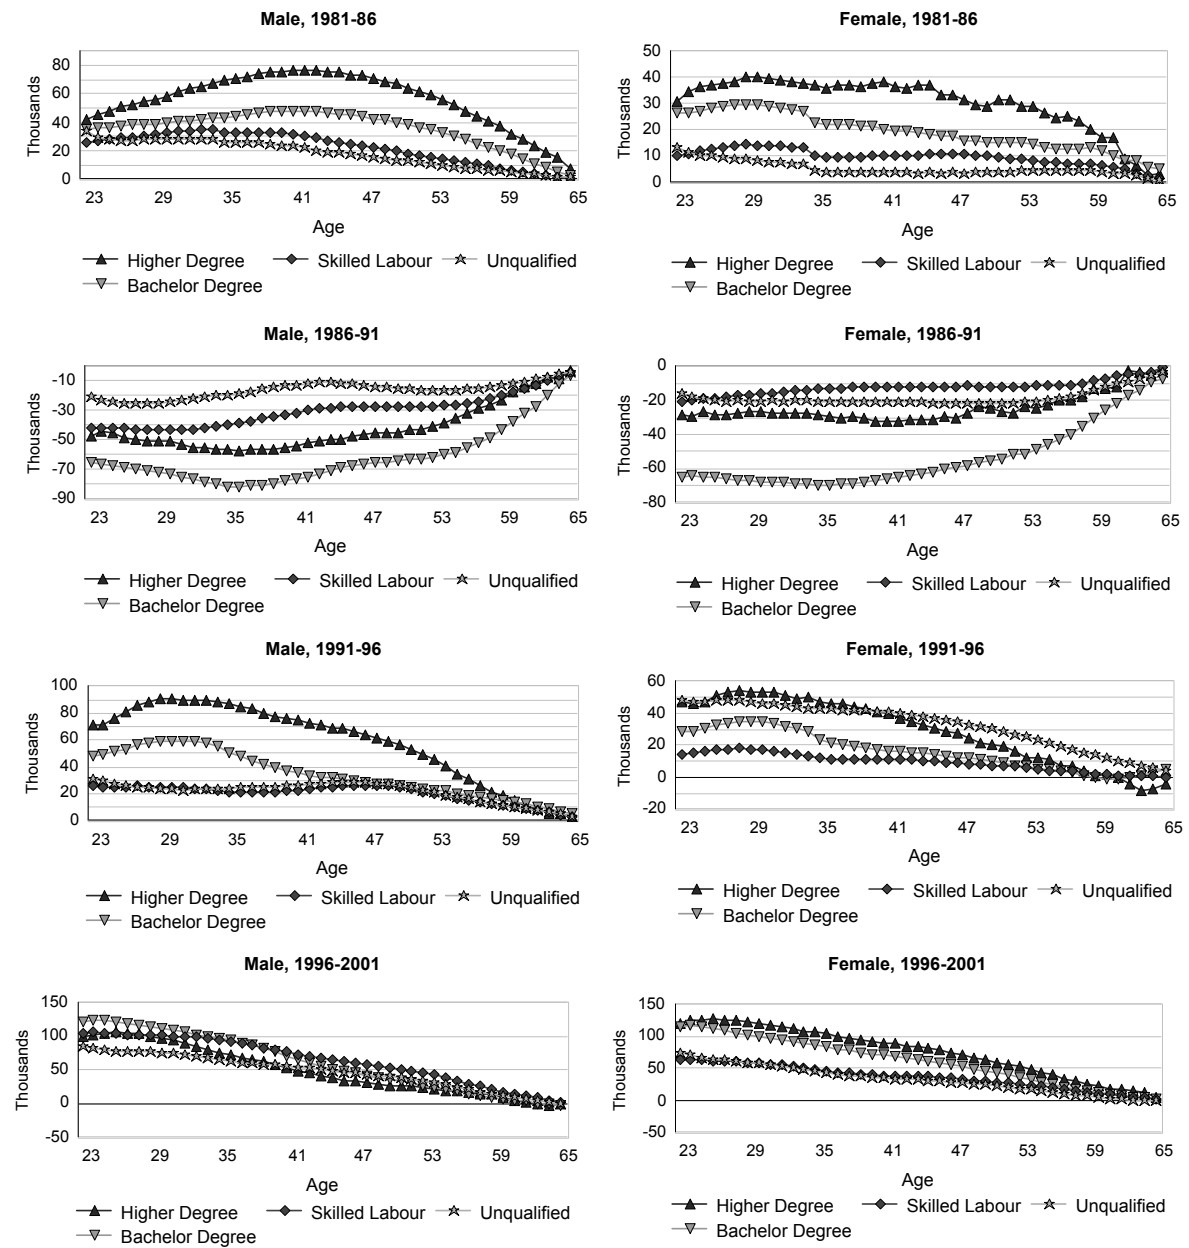 Male, 1981-86
Thousands
80
60
40
20
0
23 29 35 41 47 53 59 65
Age
Higher Degree Skilled Labour Unqualified
Bachelor Degree
Female, 1981-86
Thousands
50
40
30
20
10
0
23 29 35 41 47 53 59 65
Age
Higher Degree Skilled Labour Unqualified
Bachelor Degree
Male, 1986-91
Thousands
-10
-30
-50
-70
-90
23 29 35 41 47 53 59 65
Age
Higher Degree Skilled Labour Unqualified
Bachelor Degree
Female, 1986-91
Thousands
0
-20
-40
-60
-80
23 29 35 41 47 53 59 65
Age
Higher Degree Skilled Labour Unqualified
Bachelor Degree
Male, 1991-96
Thousands
100
80
60
40
20
0
23 29 35 41 47 53 59 65
Age
Higher Degree Skilled Labour Unqualified
Bachelor Degree
Female, 1991-96
Thousands
60
40
20
0
-20
23 29 35 41 47 53 59 65
Age
Higher Degree Skilled Labour Unqualified
Bachelor Degree
Male, 1996-2001
Thousands
150
100
50
0
-50
23 29 35 41 47 53 59 65
Age
Higher Degree Skilled Labour Unqualified
Bachelor Degree
Female, 1996-2001
Thousands
150
100
50
0
-50
23 29 35 41 47 53 59 65
Age
Higher Degree Skilled Labour Unqualified
Bachelor Degree